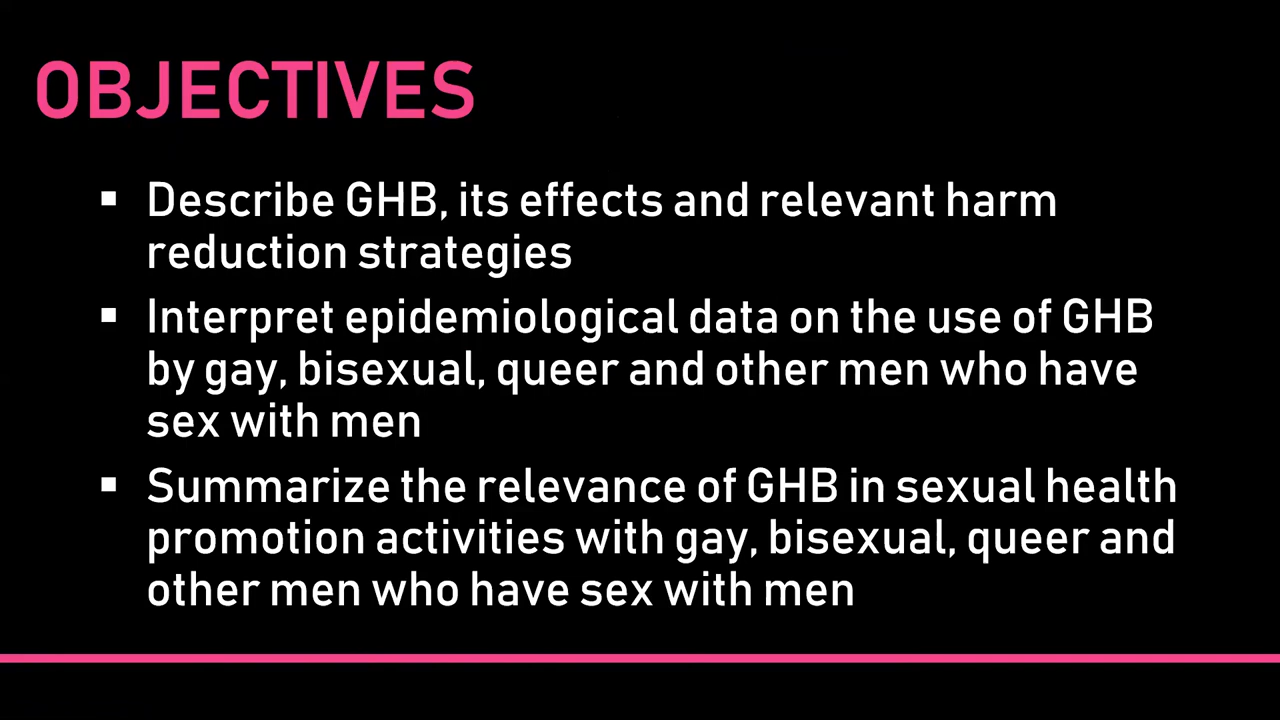 OBJECTIVES
▪ Describe GHB, its effects and relevant harm
reduction strategies
▪ Interpret epidemiological data on the use of GHB
by gay, bisexual, queer and other men who have
sex with men
▪ Summarize the relevance of GHB in sexual health
promotion activities with gay, bisexual, queer and
other men who have sex with men